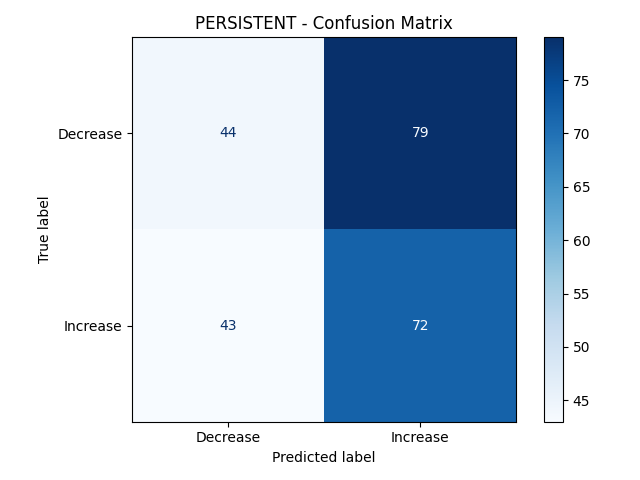 PERSISTENT - Confusion Matrix
True label
Decrease
44
79
Increase
43
72
Decrease
Increase
Predicted label
75
70
65
60
55
50
45